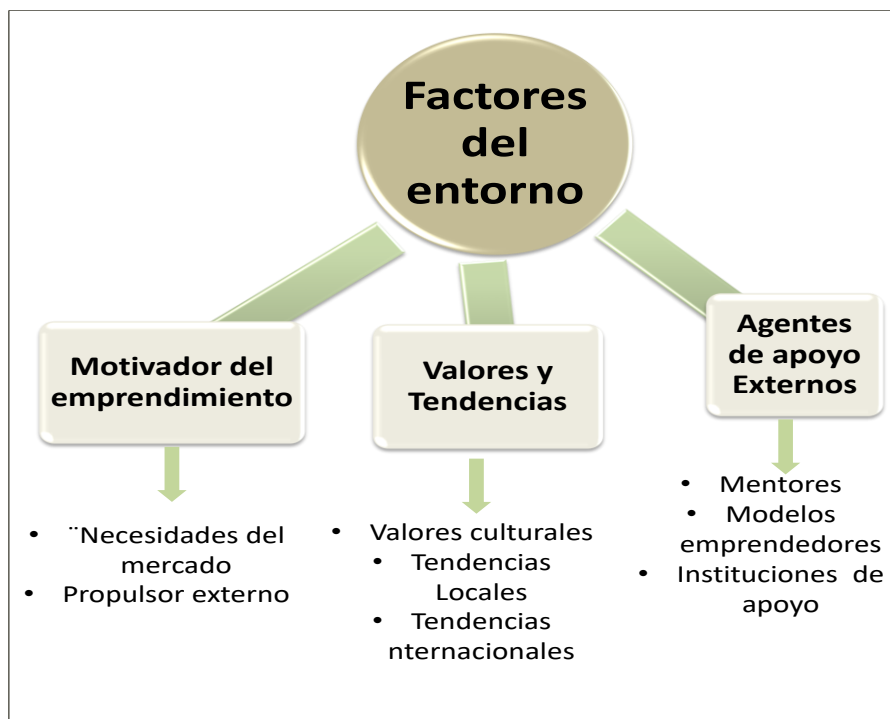 Factores
del
entorno
Motivador del
emprendimiento
Valores y
Tendencias
Agentes
de apoyo
Externos
• ¨Necesidades del
mercado
• Propulsor externo
• Valores culturales
• Tendencias
Locales
• Tendencias
nternacionales
• Mentores
• Modelos
emprendedores
• Instituciones de
apoyo